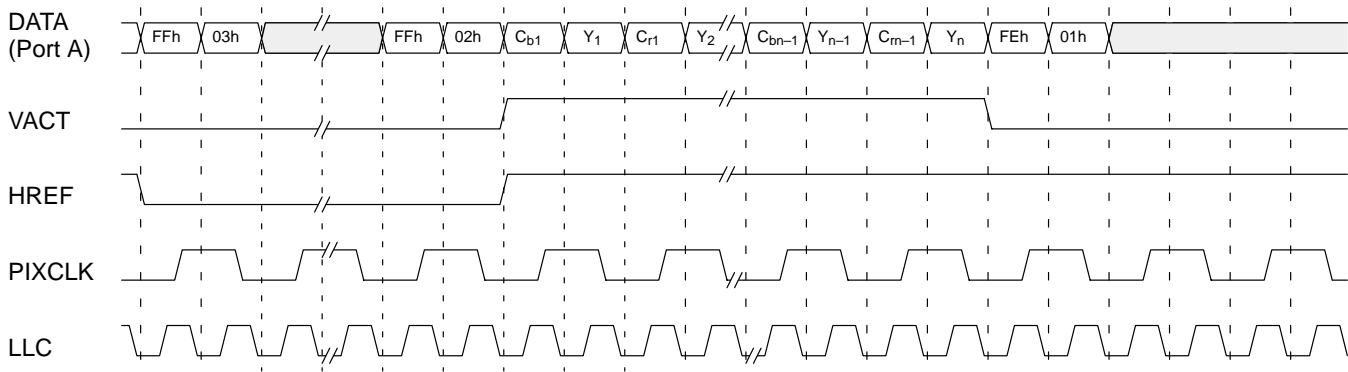 DATA
(Port A)
FFh 03h FFh 02h Cb1 Y1 Cr1 Y2 Cbn–1 Yn–1 Crn–1 Yn FEh 01h
VACT
HREF
PIXCLK
LLC